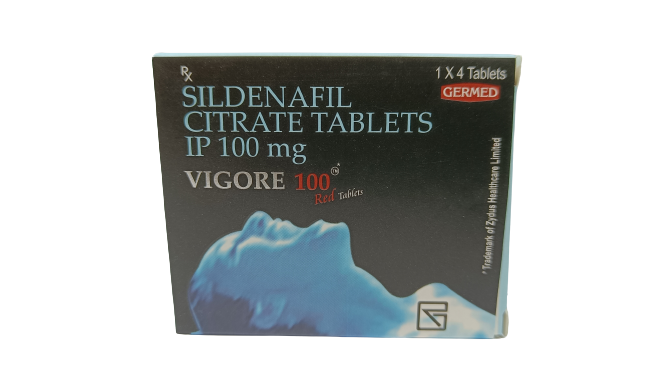 Rx
1 X 4 Tablets
GERMED
SILDENAFIL
CITRATE TABLETS
IP 100 mg
VIGORE 100™*
Red Tablets
* Trademark of Zydus Healthcare Limited